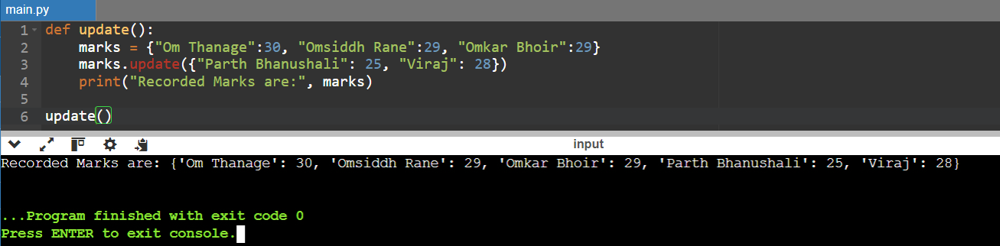 main.py
1 def update():
2     marks = {"Om Thanage":30, "Omsiddh Rane":29, "Omkar Bhoir":29}
3     marks.update({"Parth Bhanushali": 25, "Viraj": 28})
4     print("Recorded Marks are:", marks)
5
6 update()
input
Recorded Marks are: {'Om Thanage': 30, 'Omsiddh Rane': 29, 'Omkar Bhoir': 29, 'Parth Bhanushali': 25, 'Viraj': 28}
...Program finished with exit code 0
Press ENTER to exit console.